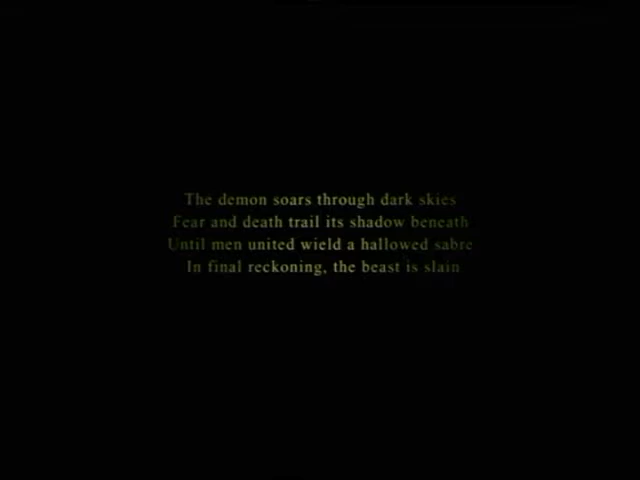 The demon soars through dark skies
Fear and death trail its shadow beneath
Until men united wield a hallowed sabre
In final reckoning, the beast is slain